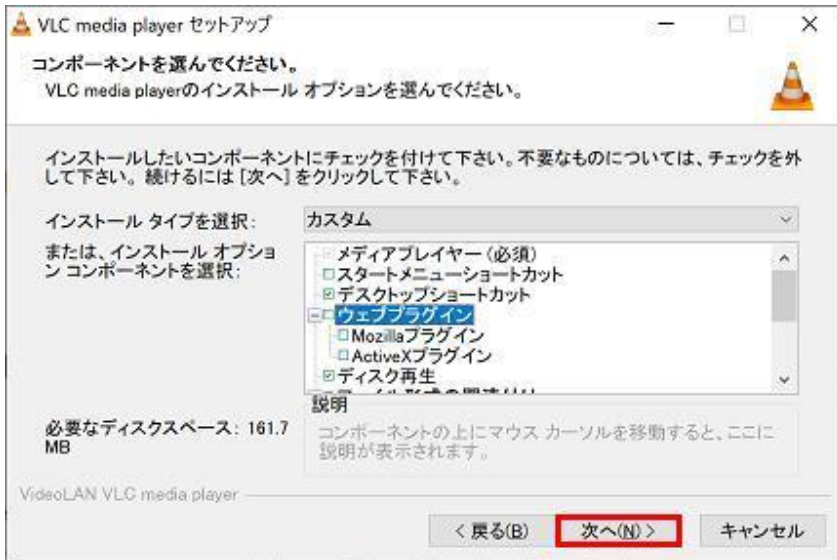 VLC media player セットアップ
コンポーネントを選んでください。
VLC media playerのインストール オプションを選んでください。
インストールしたいコンポーネントにチェックを付けて下さい。不要なものについては、チェックを外
して下さい。続けるには [次へ] をクリックして下さい。
インストール タイプを選択:
カスタム
または、インストール オプショ
ン コンポーネントを選択:
メディアプレイヤー (必須)
スタートメニューショートカット
デスクトップショートカット
ウェブプラグイン
Mozillaプラグイン
ActiveXプラグイン
ディスク再生
ファイル形式の関連付け
必要なディスクスペース: 161.7
MB
説明
コンポーネントの上にマウス カーソルを移動すると、ここに
説明が表示されます。
VideoLAN VLC media player
< 戻る(B)
次へ(N) >
キャンセル